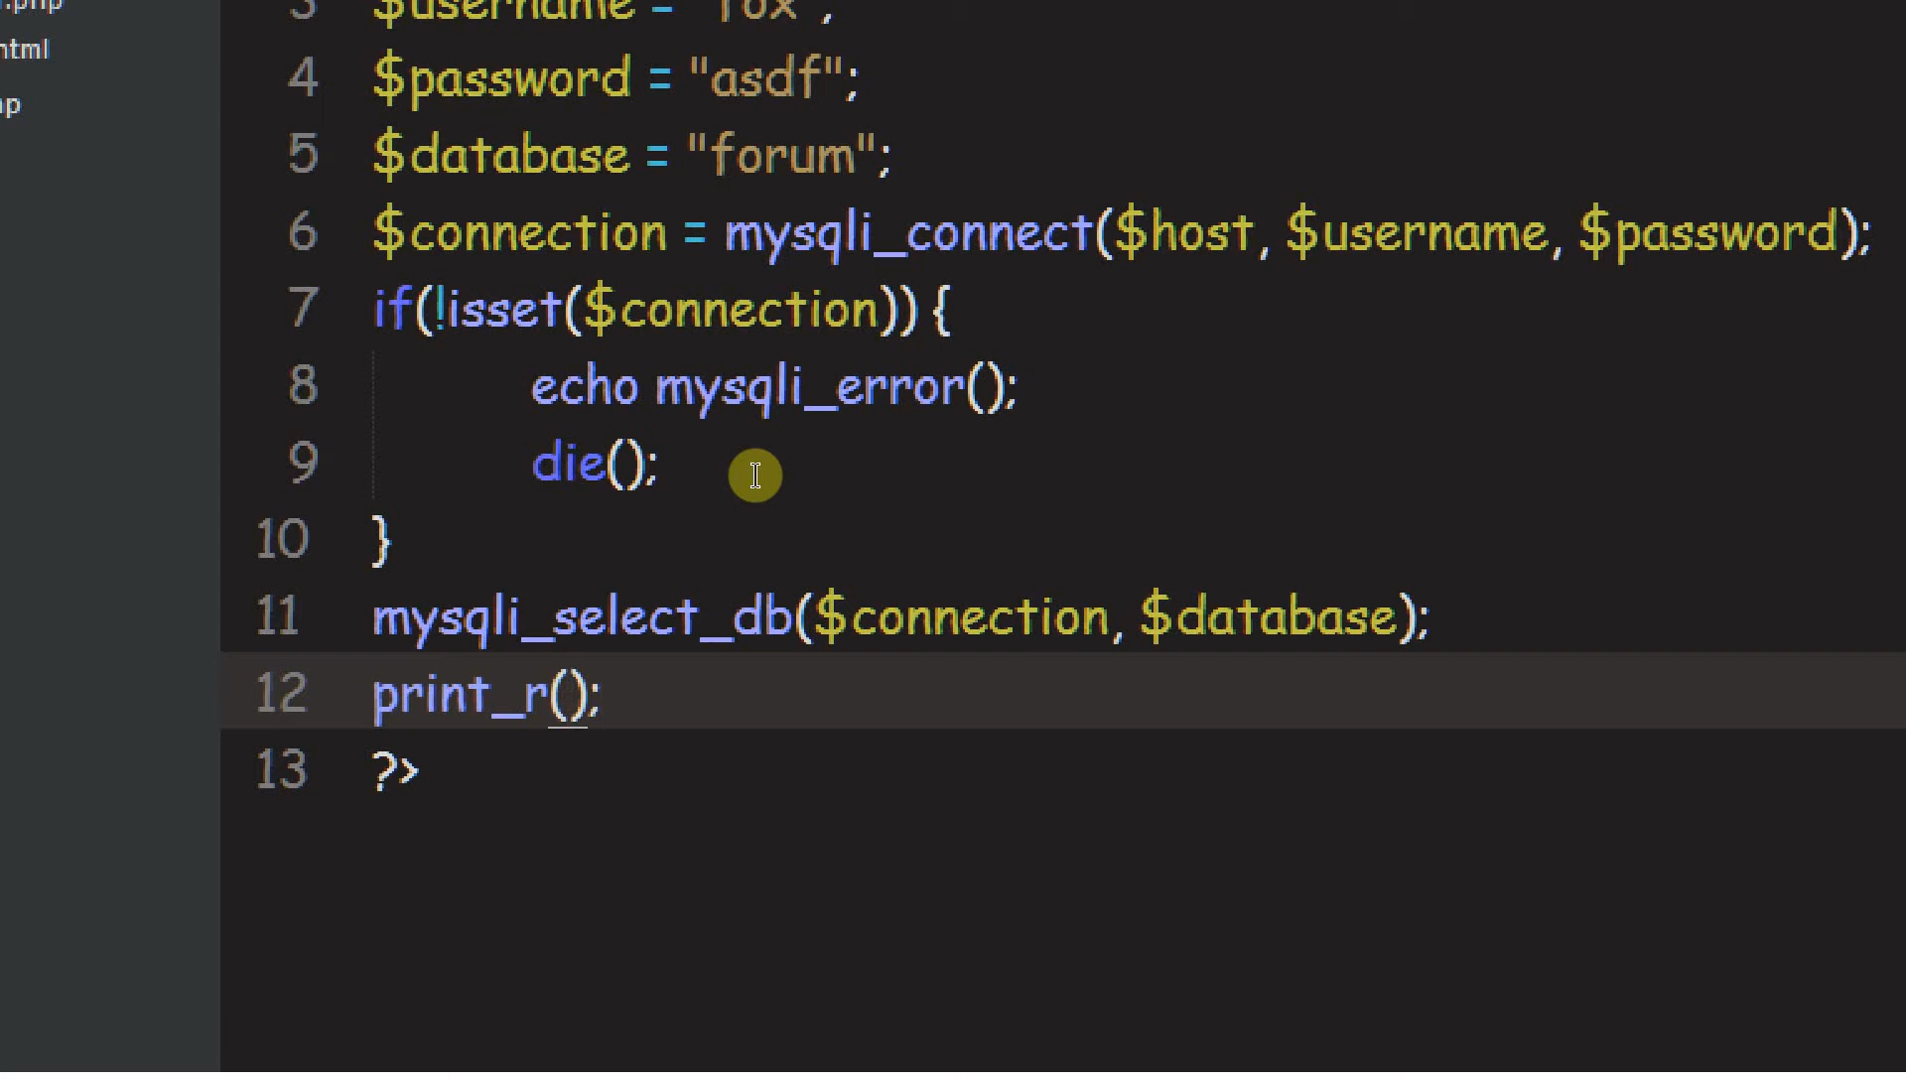 .php
html
3 $username = "fox";
4 $password = "asdf";
5 $database = "forum";
6 $connection = mysqli_connect($host, $username, $password);
7 if(!isset($connection)) {
8 echo mysqli_error();
9 die();
10 }
11 mysqli_select_db($connection, $database);
12 print_r();
13 ?>